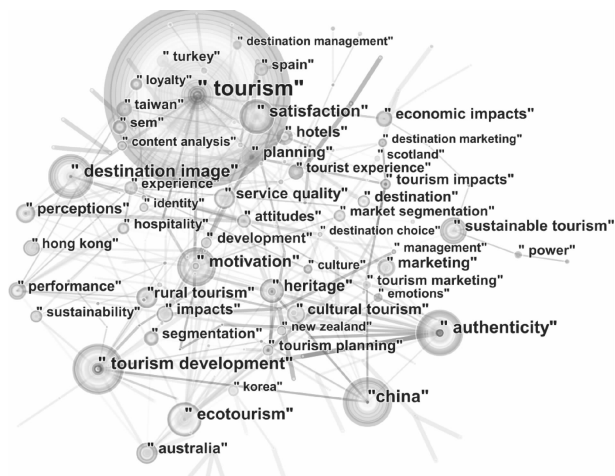 " destination management"
" turkey"
" spain"
" loyalty"
" tourism"
" taiwan"
" satisfaction"
" economic impacts"
" sem"
" hotels"
" content analysis"
" destination marketing"
" planning"
" scotland"
" tourist experience"
" destination image"
" tourism impacts"
" experience
" service quality"
" destination"
" identity"
" perceptions"
" market segmentation"
" attitudes"
" sustainable tourism"
" hospitality"
" destination choice"
" development"
" hong kong"
" management"
" power"
" motivation"
" culture"
" marketing"
" tourism marketing"
" performance"
" heritage"
" rural tourism"
" emotions"
" sustainability"
" impacts"
" cultural tourism"
" new zealand"
" authenticity"
" segmentation"
" tourism planning"
" tourism development"
" korea"
" china"
" ecotourism"
" australia"